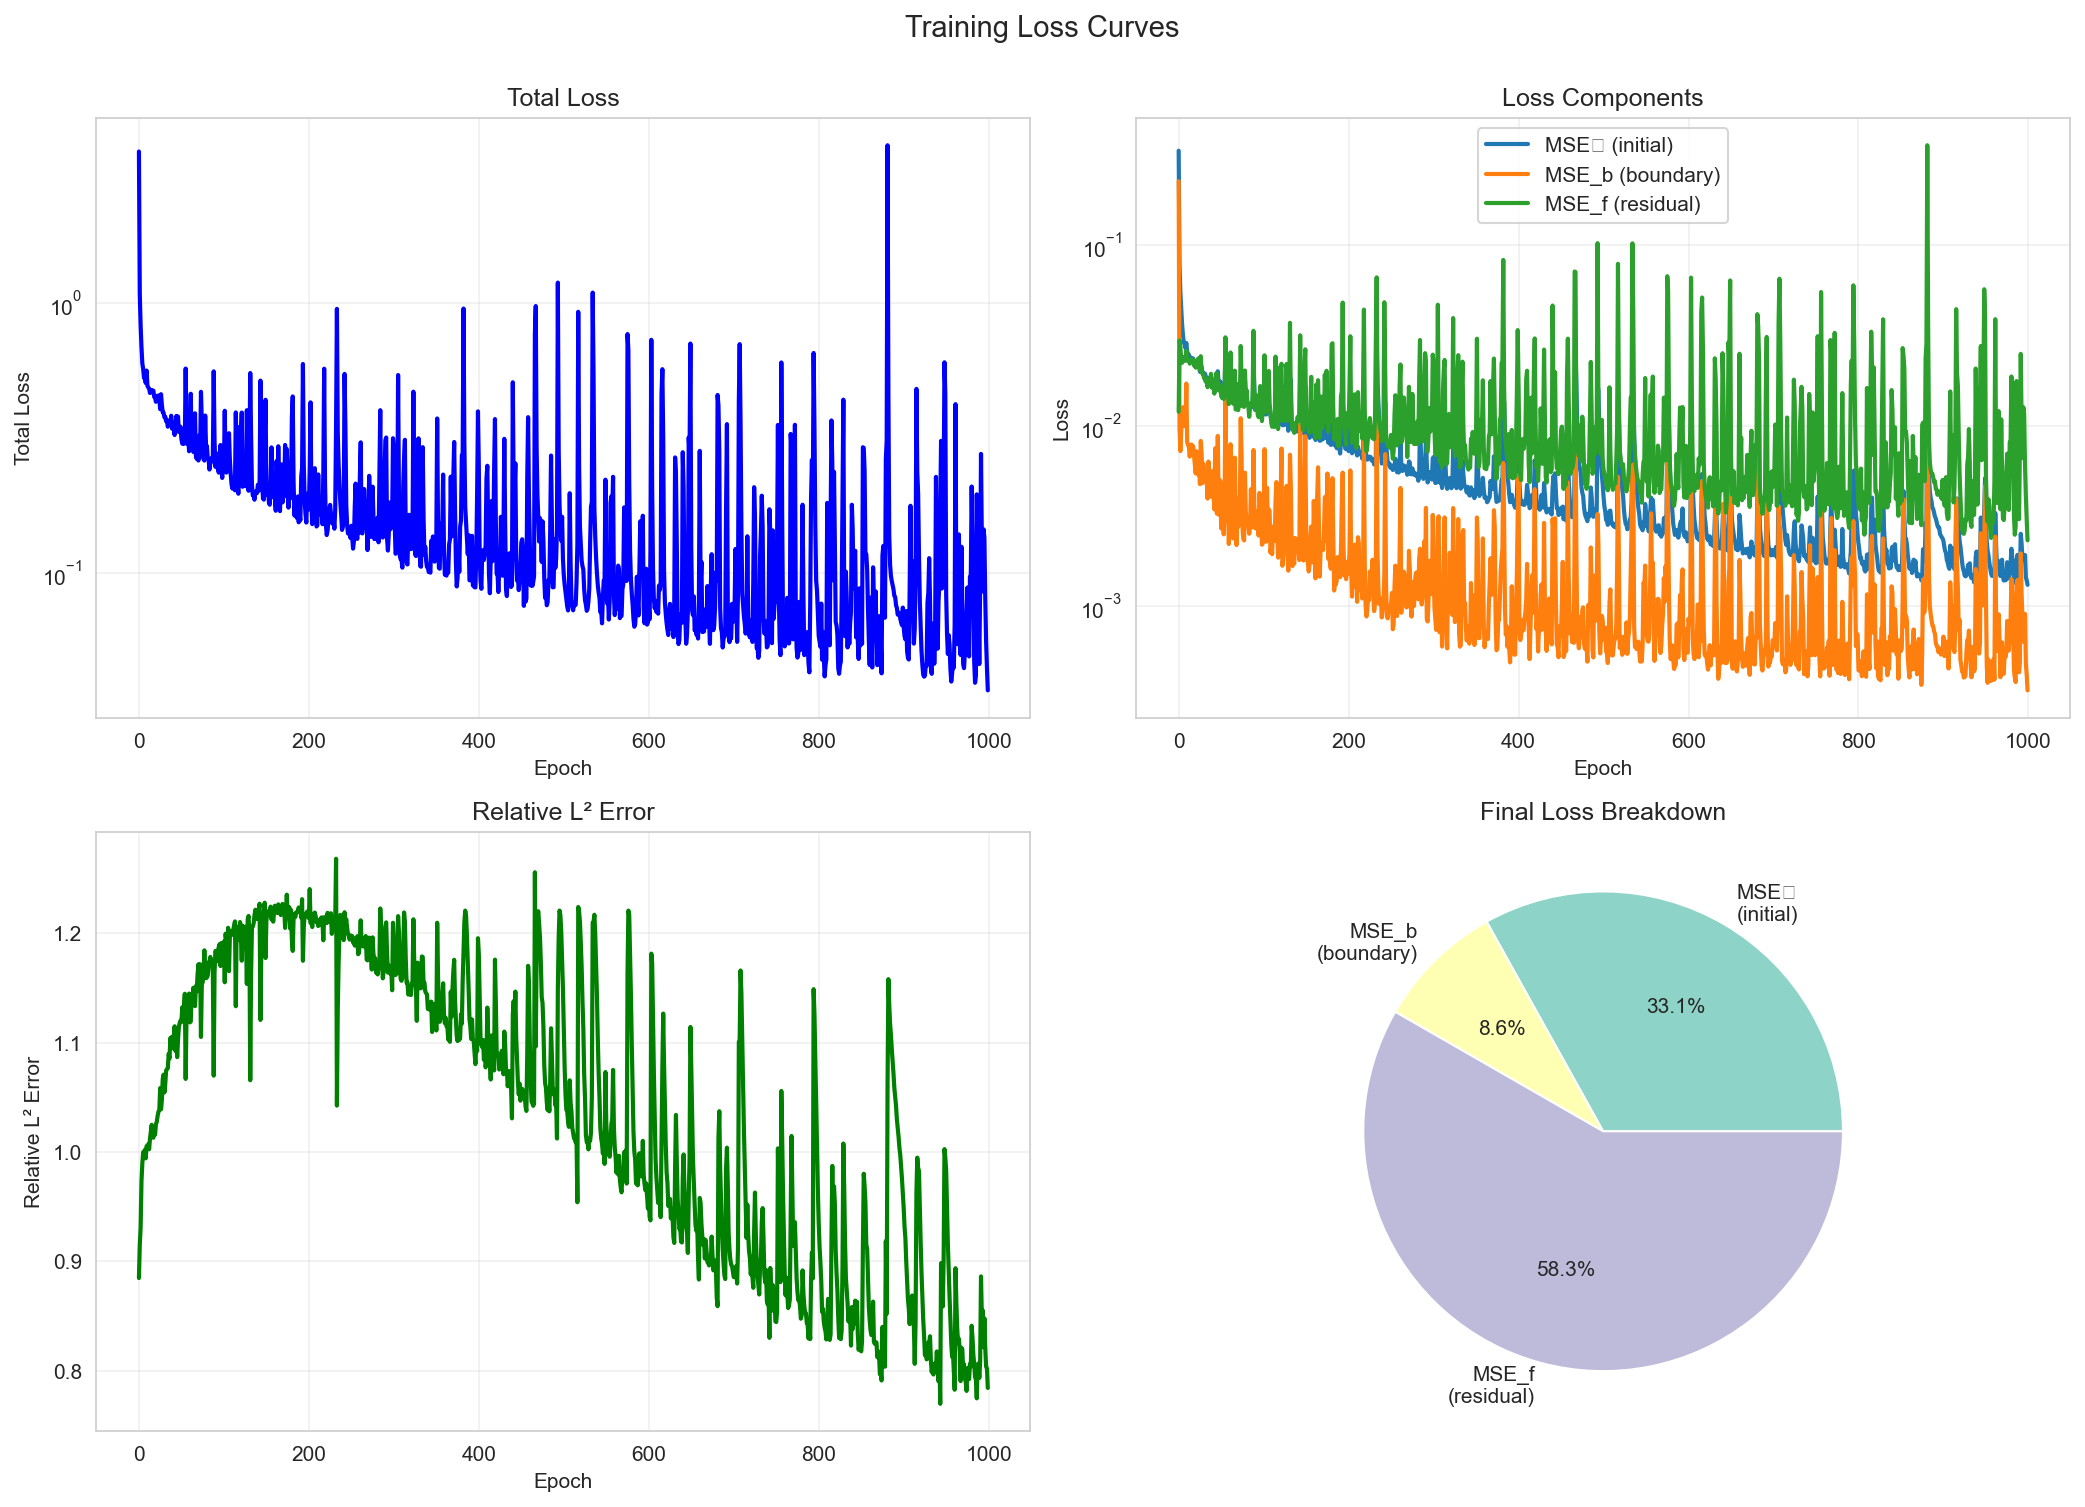 Training Loss Curves
Total Loss
Total Loss
10⁰
10⁻¹
0 200 400 600 800 1000
Epoch
Loss Components
Loss
10⁻¹
10⁻²
10⁻³
MSE□ (initial)
MSE_b (boundary)
MSE_f (residual)
0 200 400 600 800 1000
Epoch
Relative L² Error
Relative L² Error
1.2
1.1
1.0
0.9
0.8
0 200 400 600 800 1000
Epoch
Final Loss Breakdown
MSE□
(initial)
MSE_b
(boundary)
33.1%
8.6%
58.3%
MSE_f
(residual)